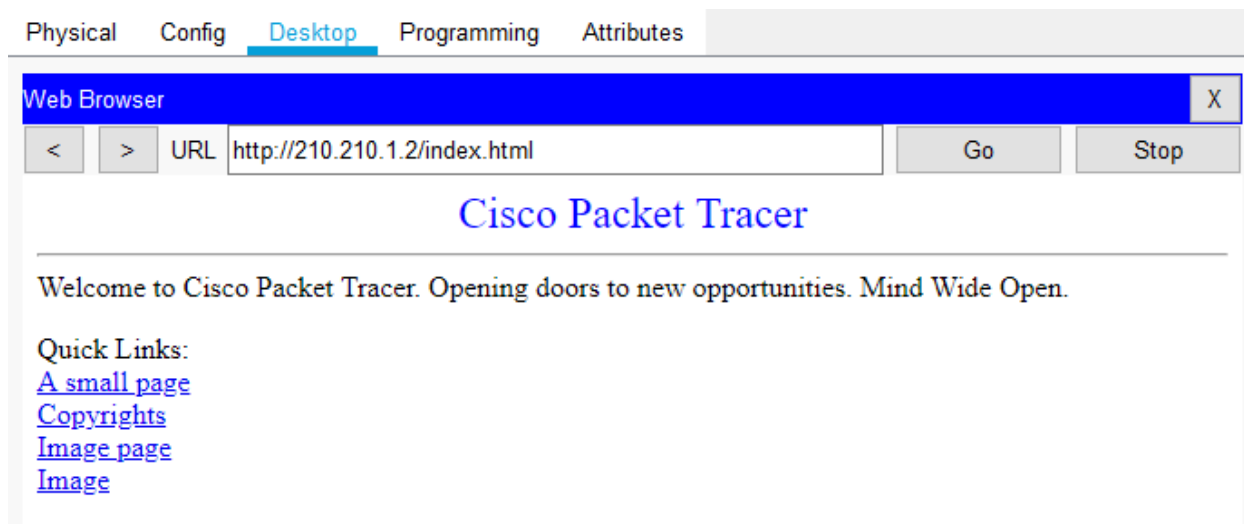 Physical Config Desktop Programming Attributes
Web Browser X
< > URL http://210.210.1.2/index.html Go Stop
Cisco Packet Tracer
Welcome to Cisco Packet Tracer. Opening doors to new opportunities. Mind Wide Open.
Quick Links:
A small page
Copyrights
Image page
Image